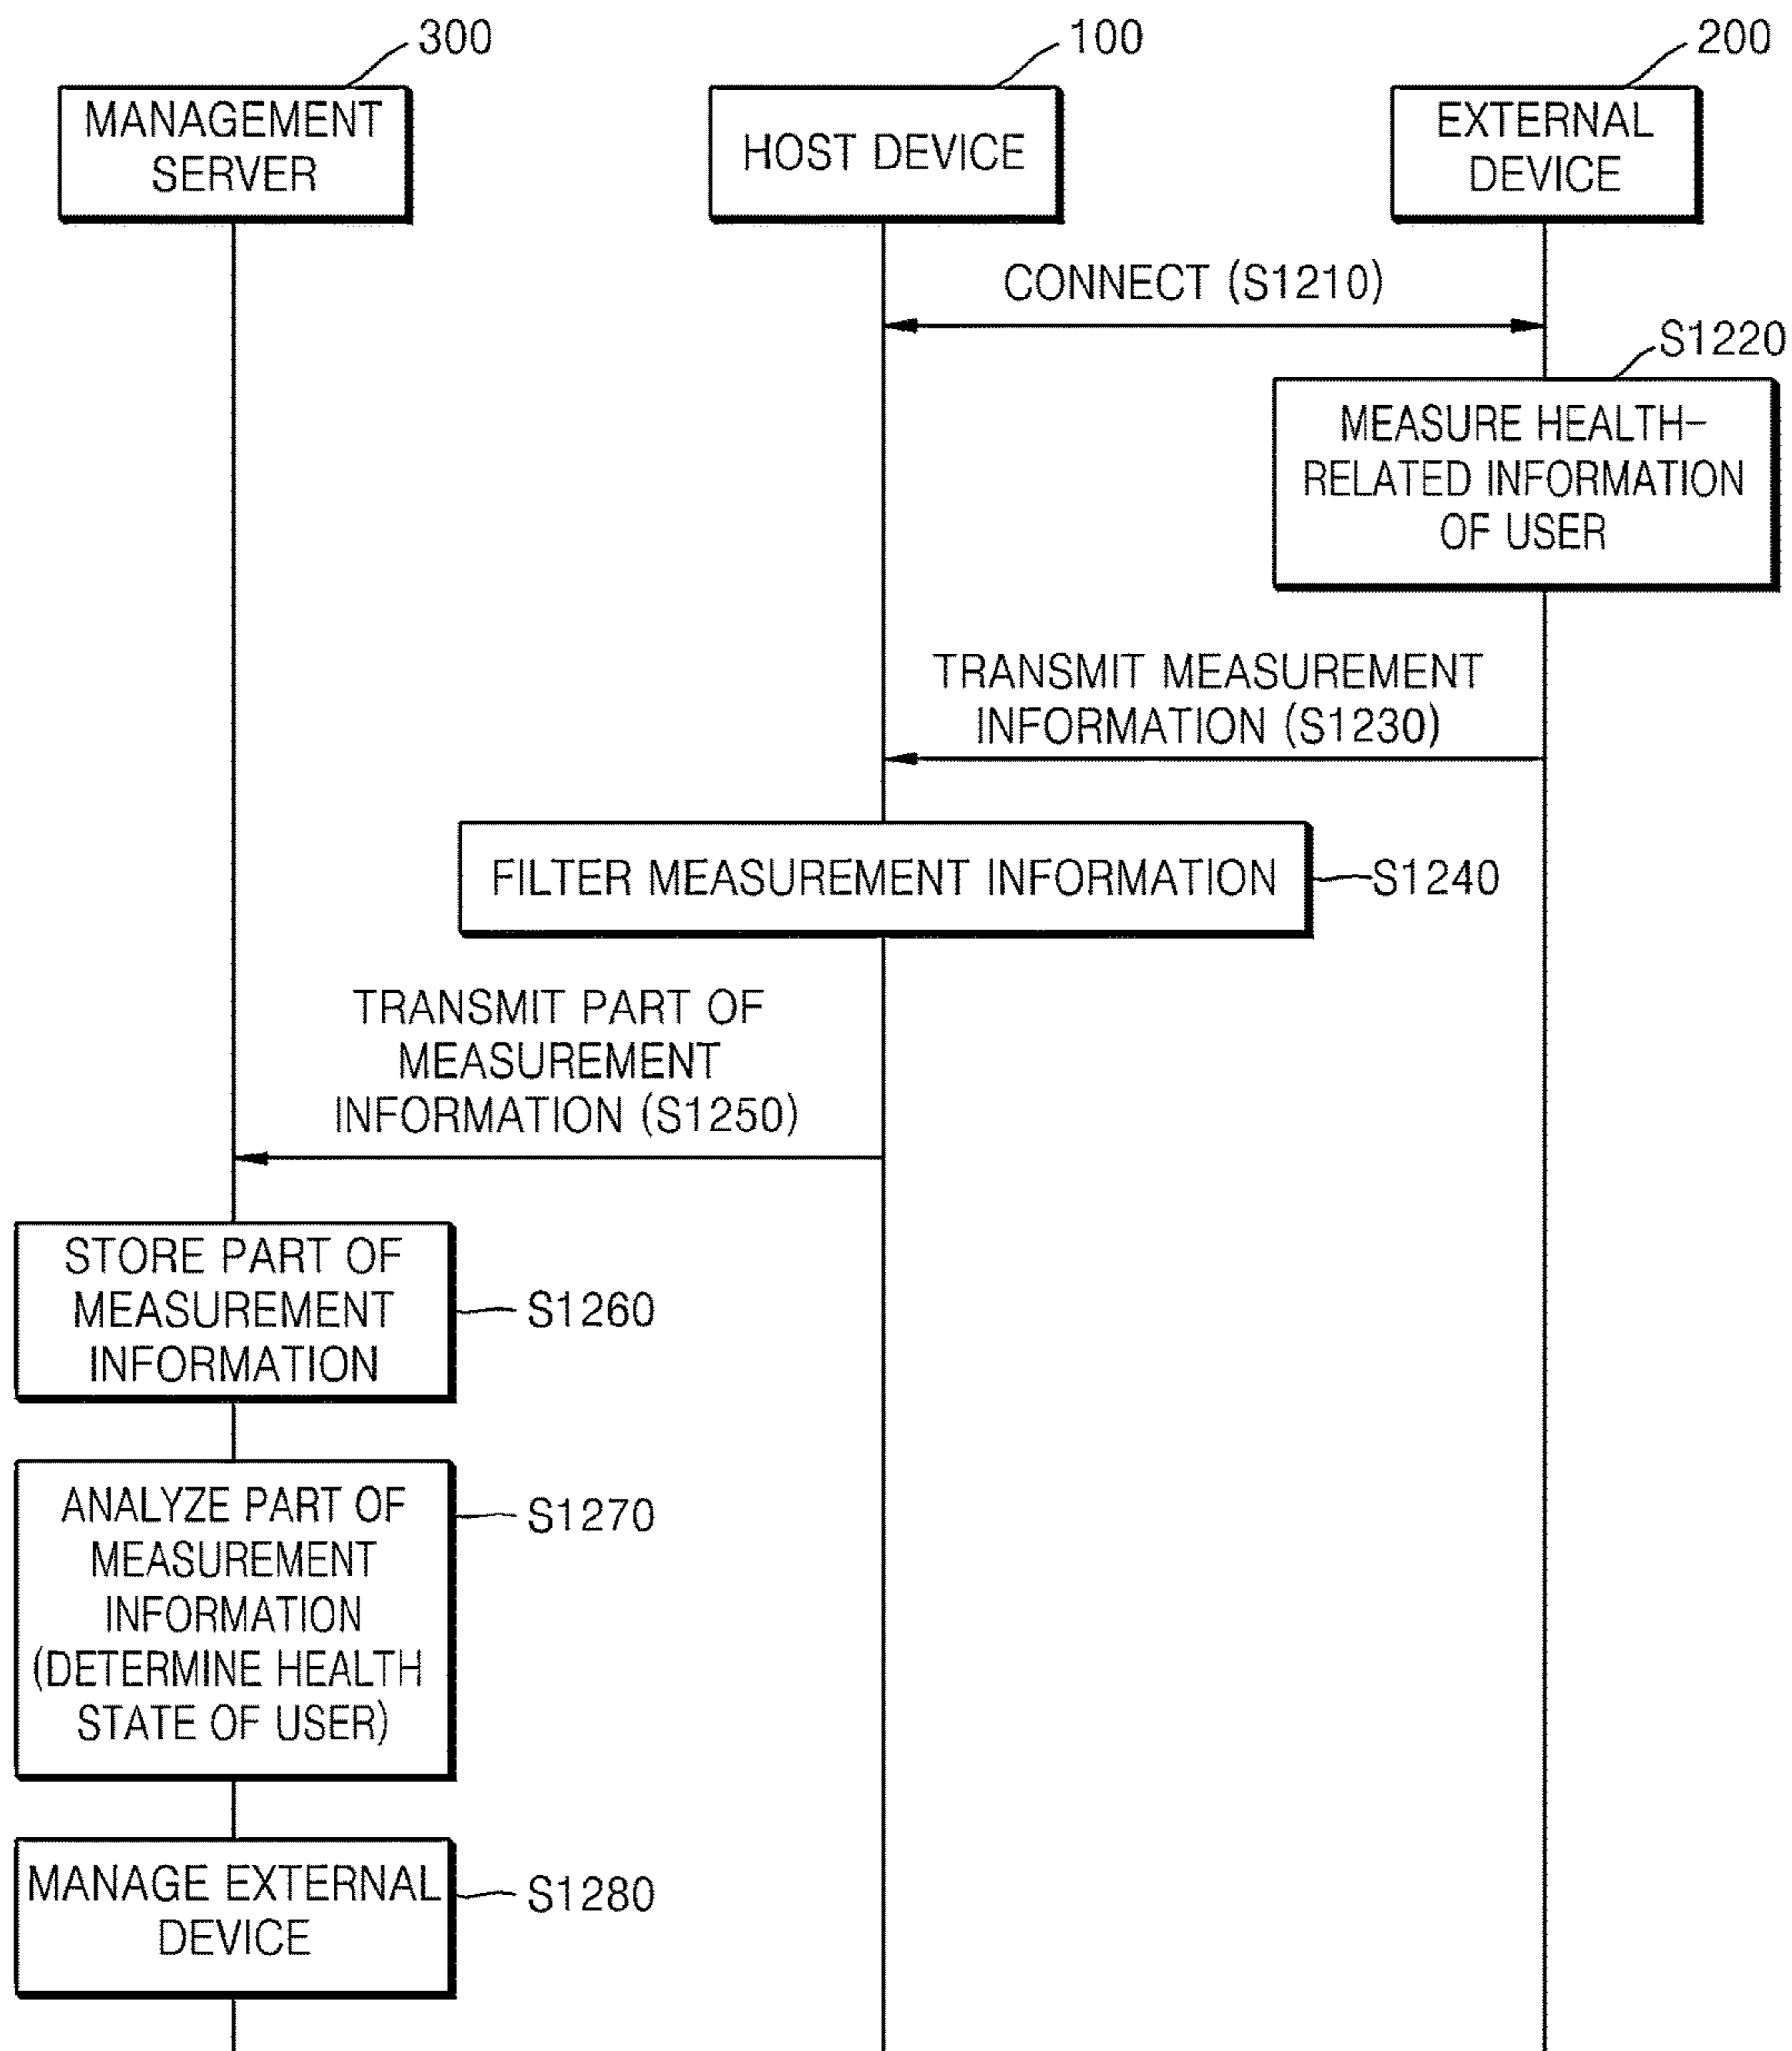 300
100
200
MANAGEMENT
SERVER
HOST DEVICE
EXTERNAL
DEVICE
CONNECT (S1210)
S1220
MEASURE HEALTH-
RELATED INFORMATION
OF USER
TRANSMIT MEASUREMENT
INFORMATION (S1230)
FILTER MEASUREMENT INFORMATION
S1240
TRANSMIT PART OF
MEASUREMENT
INFORMATION (S1250)
STORE PART OF
MEASUREMENT
INFORMATION
S1260
ANALYZE PART OF
MEASUREMENT
INFORMATION
(DETERMINE HEALTH
STATE OF USER)
S1270
MANAGE EXTERNAL
DEVICE
S1280